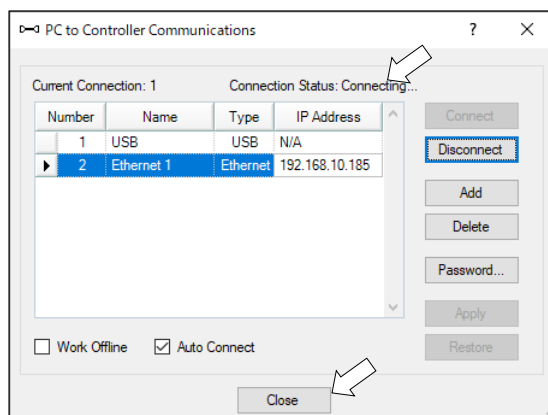 PC to Controller Communications ? ×
Current Connection: 1 Connection Status: Connecting...
Number Name Type IP Address
1 USB USB N/A
2 Ethernet 1 Ethernet 192.168.10.185
Connect
Disconnect
Add
Delete
Password...
Apply
Restore
Work Offline Auto Connect
Close